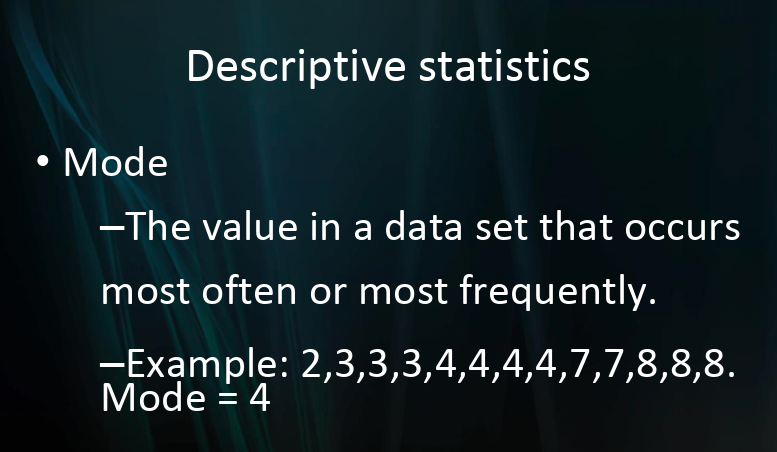 Descriptive statistics
• Mode
–The value in a data set that occurs
most often or most frequently.
–Example: 2,3,3,3,4,4,4,4,7,7,8,8,8.
Mode = 4